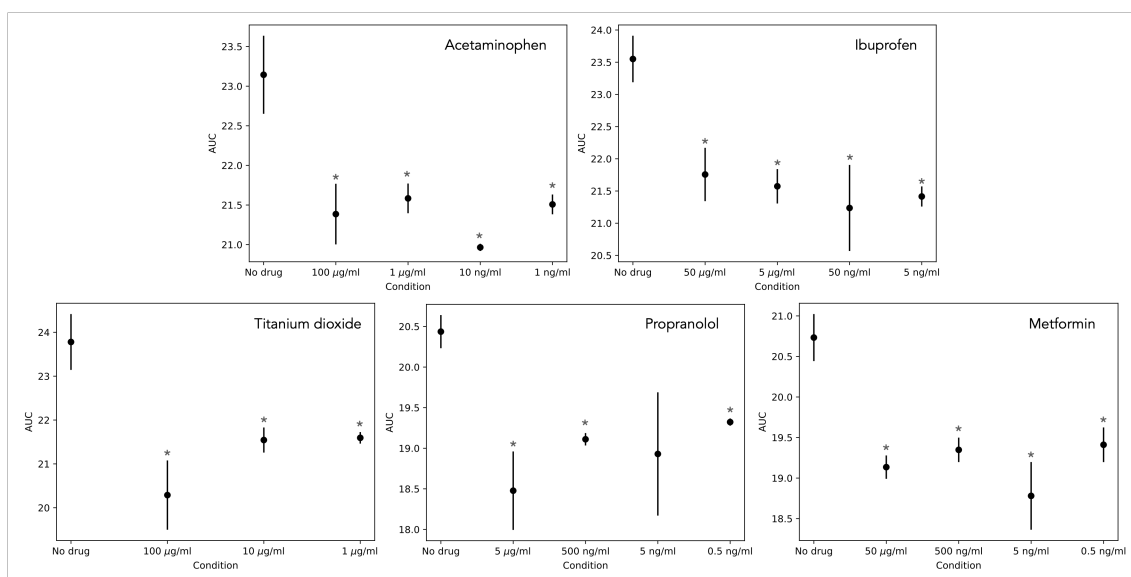 Acetaminophen
AUC
23.5
23.0
22.5
22.0
21.5
21.0
*
*
*
*
No drug 100 µg/ml 1 µg/ml 10 ng/ml 1 ng/ml
Condition
Ibuprofen
AUC
24.0
23.5
23.0
22.5
22.0
21.5
21.0
20.5
*
*
*
*
No drug 50 µg/ml 5 µg/ml 50 ng/ml 5 ng/ml
Condition
Titanium dioxide
AUC
24
23
22
21
20
*
*
*
No drug 100 µg/ml 10 µg/ml 1 µg/ml
Condition
Propranolol
AUC
20.5
20.0
19.5
19.0
18.5
18.0
*
*
*
No drug 5 µg/ml 500 ng/ml 5 ng/ml 0.5 ng/ml
Condition
Metformin
AUC
21.0
20.5
20.0
19.5
19.0
18.5
*
*
*
*
No drug 50 µg/ml 500 ng/ml 5 ng/ml 0.5 ng/ml
Condition